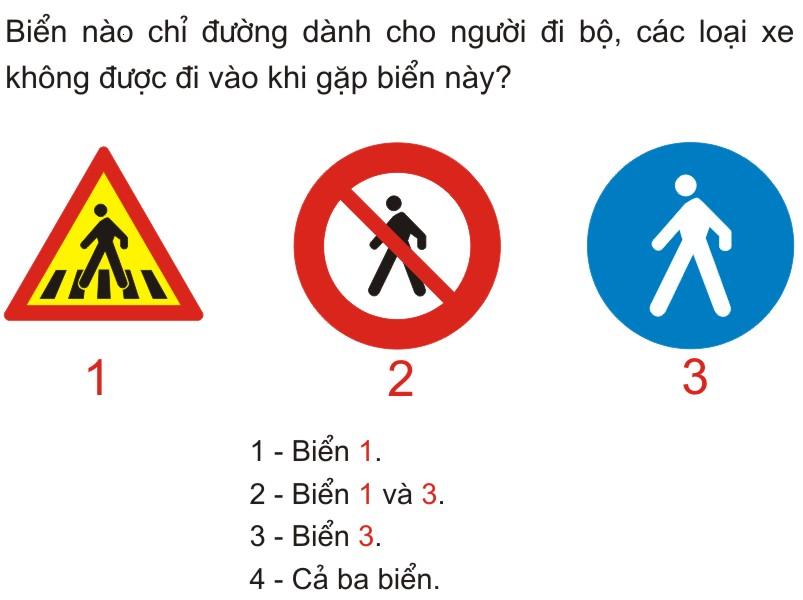 Biển nào chỉ đường dành cho người đi bộ, các loại xe
không được đi vào khi gặp biển này?
1 2 3
1 - Biển 1.
2 - Biển 1 và 3.
3 - Biển 3.
4 - Cả ba biển.